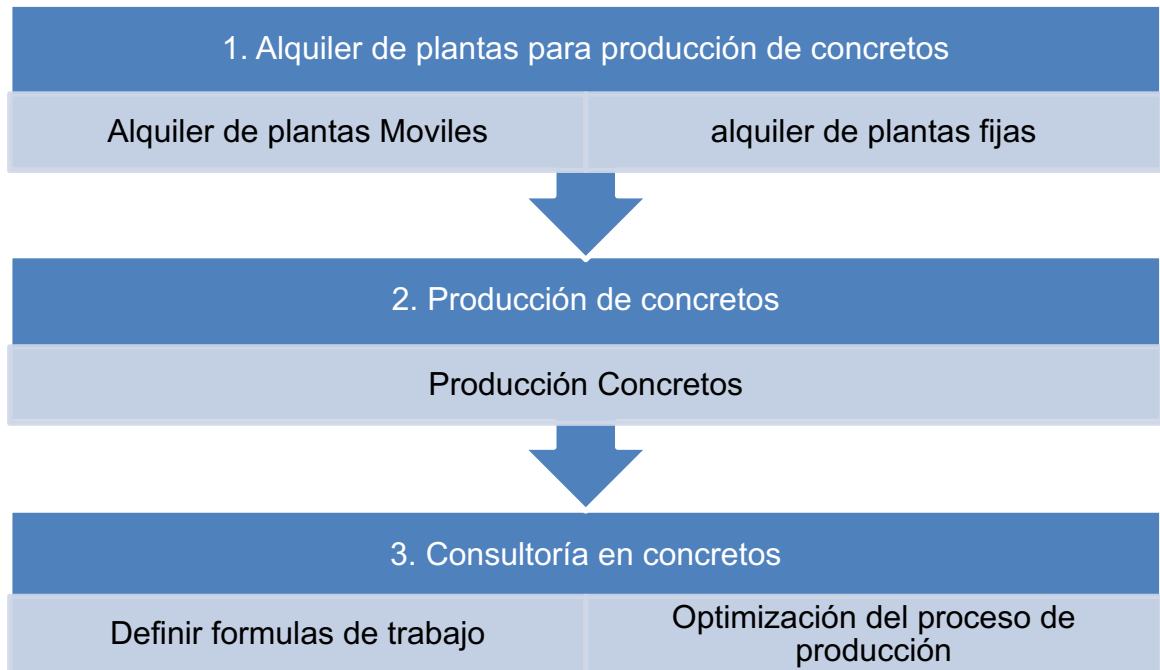 1. Alquiler de plantas para producción de concretos
Alquiler de plantas Moviles
alquiler de plantas fijas
2. Producción de concretos
Producción Concretos
3. Consultoría en concretos
Definir formulas de trabajo
Optimización del proceso de
producción